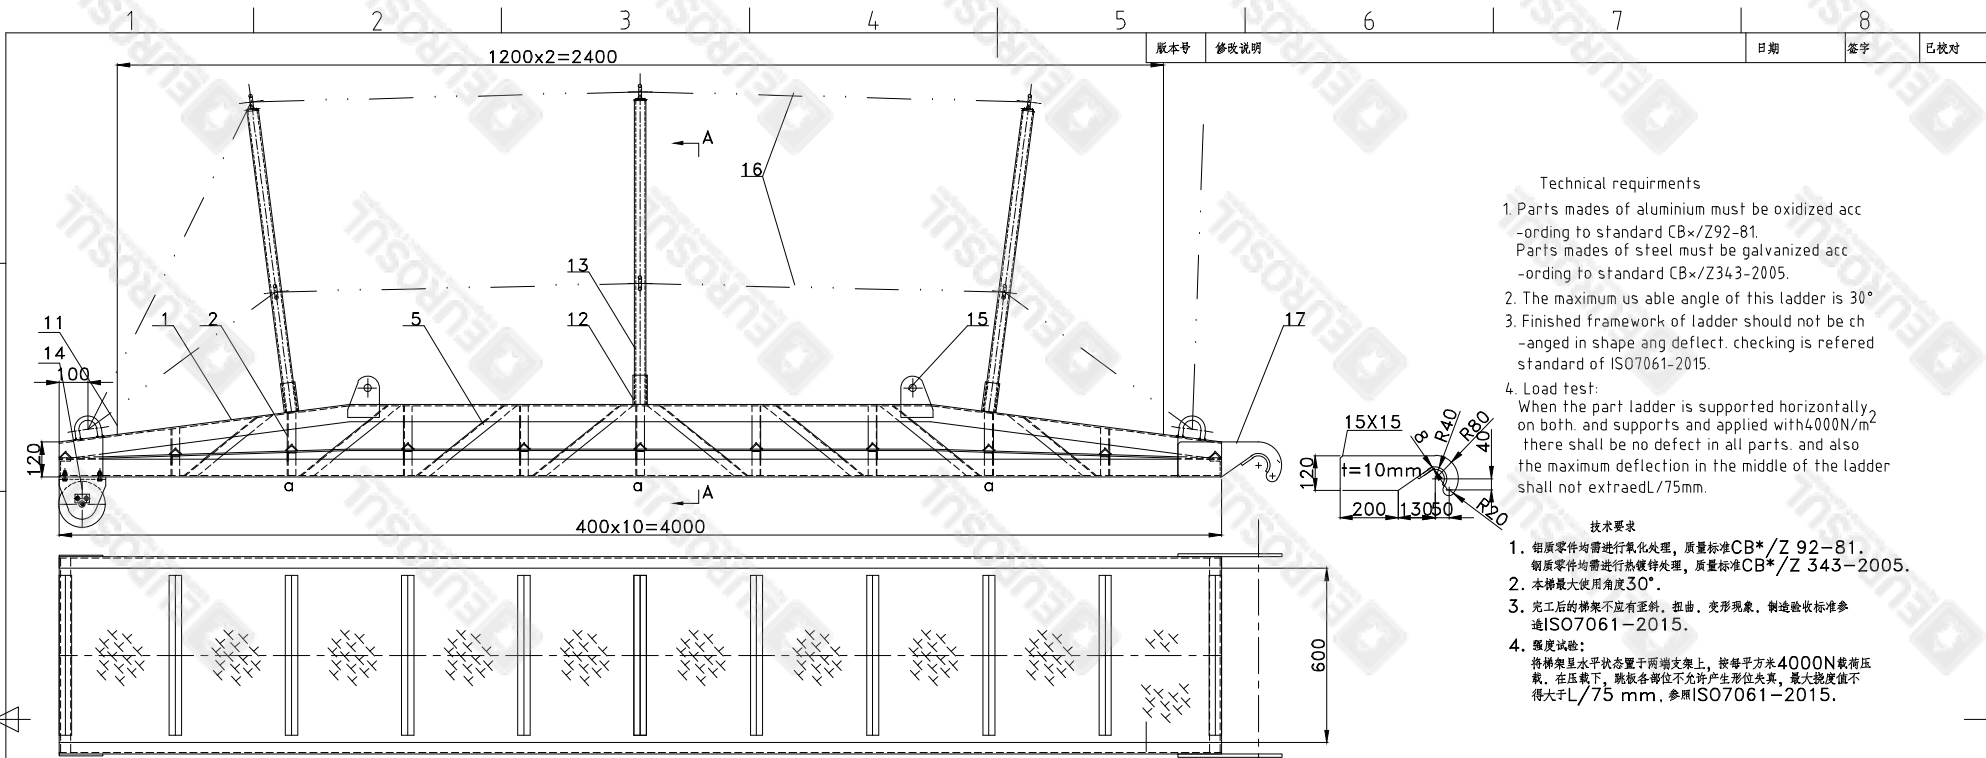 1 2 3 4 5 6 7 8
版本号 修改说明 日期 签字 已校对
1200x2=2400
A
16
13
11 1 2 5 12 15 17
14
100
120
a a a
A
400x10=4000
600
15X15
t=10mm
120
200 130 50
8
R40
R80
40
R20
Technical requirments
1. Parts mades of aluminium must be oxidized acc
-ording to standard CB×/Z92-81.
Parts mades of steel must be galvanized acc
-ording to standard CB×/Z343-2005.
2. The maximum us able angle of this ladder is 30°
3. Finished framework of ladder should not be ch
-anged in shape ang deflect. checking is refered
standard of ISO7061-2015.
4. Load test:
When the part ladder is supported horizontally
on both. and supports and applied with4000N/m2
there shall be no defect in all parts. and also
the maximum deflection in the middle of the ladder
shall not extraedL/75mm.
技术要求
1. 铝质零件均需进行氧化处理，质量标准CB*/Z 92-81.
钢质零件均需进行热镀锌处理，质量标准CB*/Z 343-2005.
2. 本梯最大使用角度30°.
3. 完工后的梯架不应有歪斜．扭曲．变形现象．制造验收标准参
造ISO7061-2015.
4. 强度试验：
将梯架呈水平状态置于两端支架上，按每平方米4000N载荷压
载．在压载下，跳板各部位不允许产生形位失真，最大挠度值不
得大于L/75 mm．参照ISO7061-2015.
EUROSUL